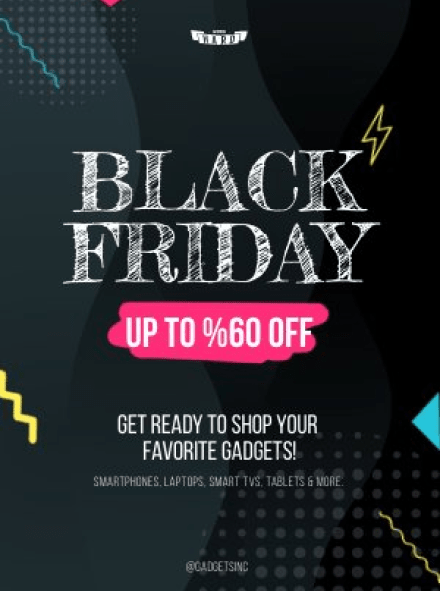 BLACK
FRIDAY
UP TO %60 OFF
GET READY TO SHOP YOUR
FAVORITE GADGETS!
SMARTPHONES, LAPTOPS, SMART TVS, TABLETS & MORE.
@GADGETSINC